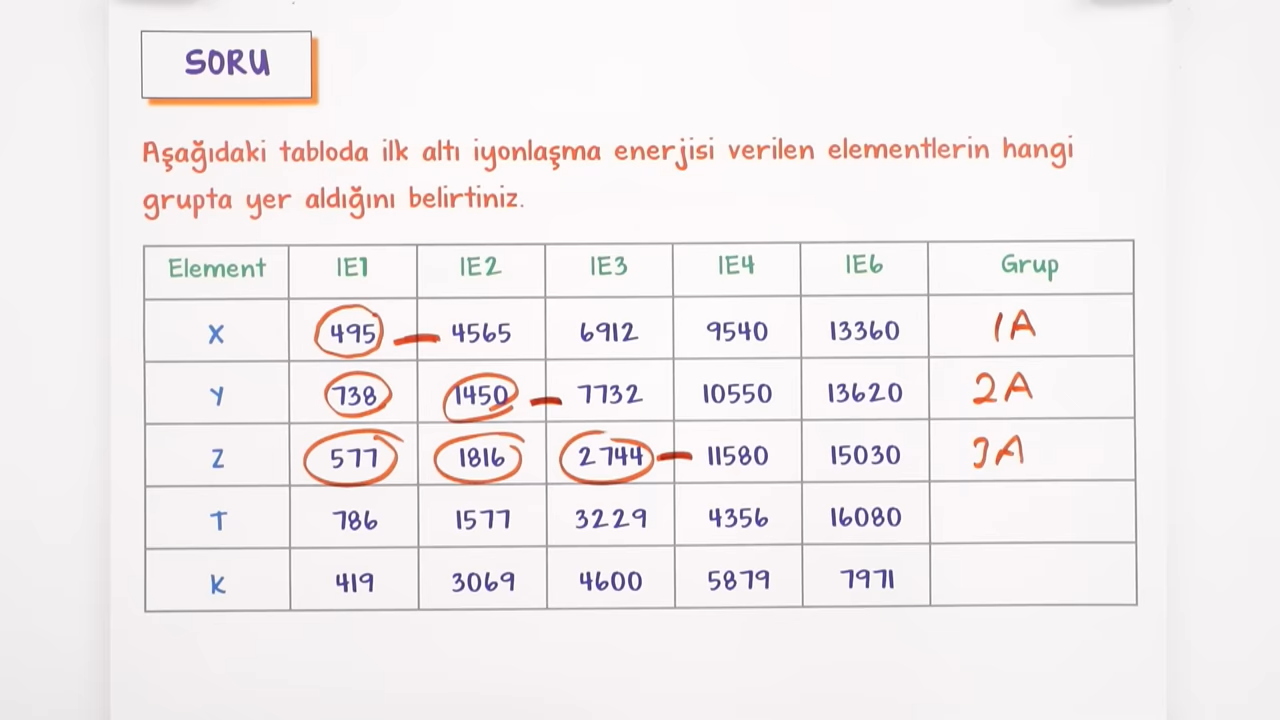 SORU
Aşağıdaki tabloda ilk altı iyonlaşma enerjisi verilen elementlerin hangi
grupta yer aldığını belirtiniz.
Element IE1 IE2 IE3 IE4 IE6 Grup
X 495 4565 6912 9540 13360 1A
Y 738 1450 7732 10550 13620 2A
Z 577 1816 2744 11580 15030 3A
T 786 1577 3229 4356 16080
K 419 3069 4600 5879 7971